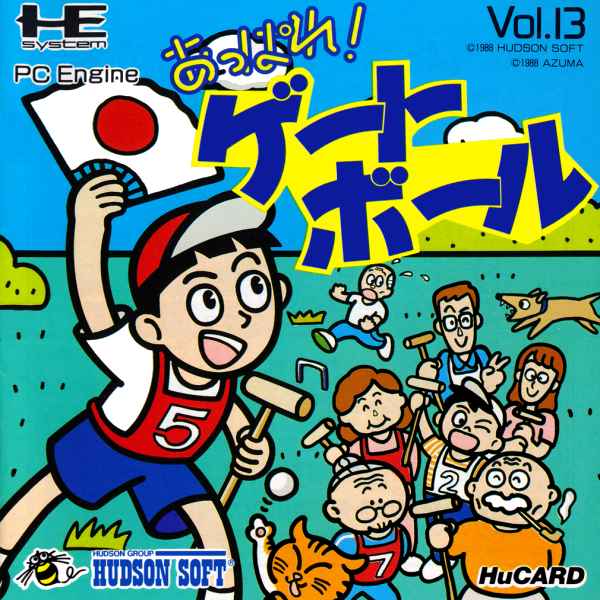 HE
system
PC Engine
Vol.13
©1988 HUDSON SOFT
©1988 AZUMA
あっぱれ!
ゲート
ボール
5
2
7
HUDSON GROUP
HUDSON SOFT®
HuCARD